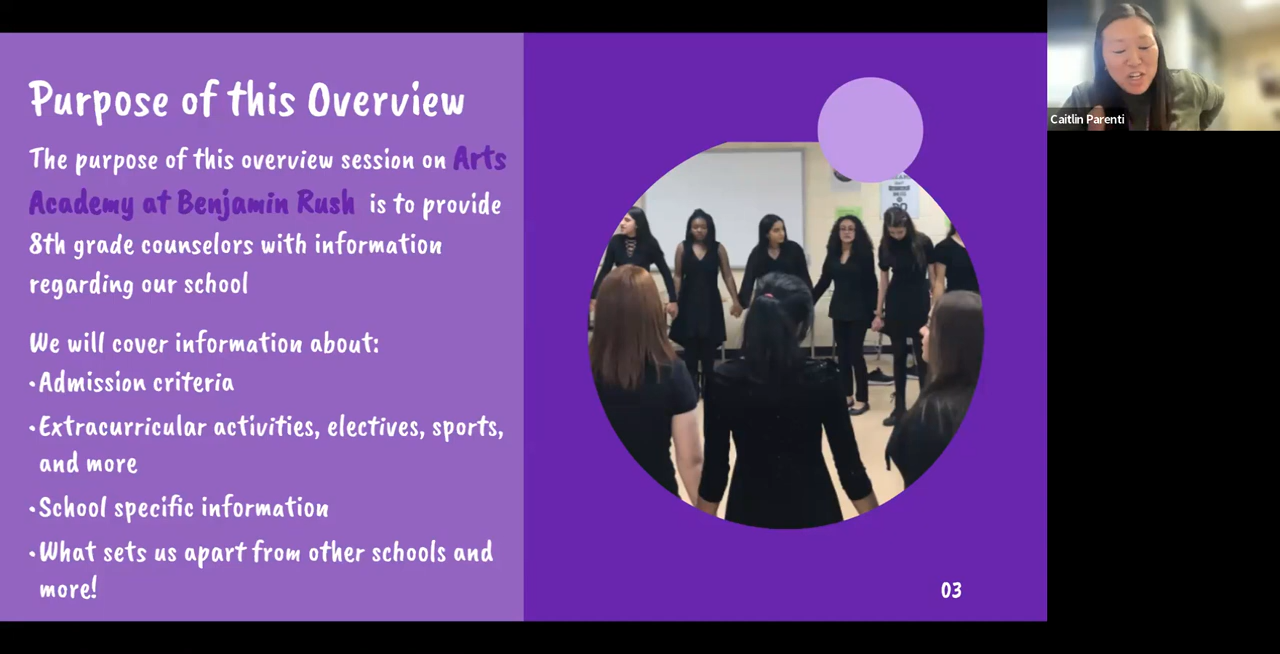 Purpose of this Overview
The purpose of this overview session on Arts
Academy at Benjamin Rush is to provide
8th grade counselors with information
regarding our school
We will cover information about:
•Admission criteria
•Extracurricular activities, electives, sports,
and more
•School specific information
•What sets us apart from other schools and
more!
03
Caitlin Parenti